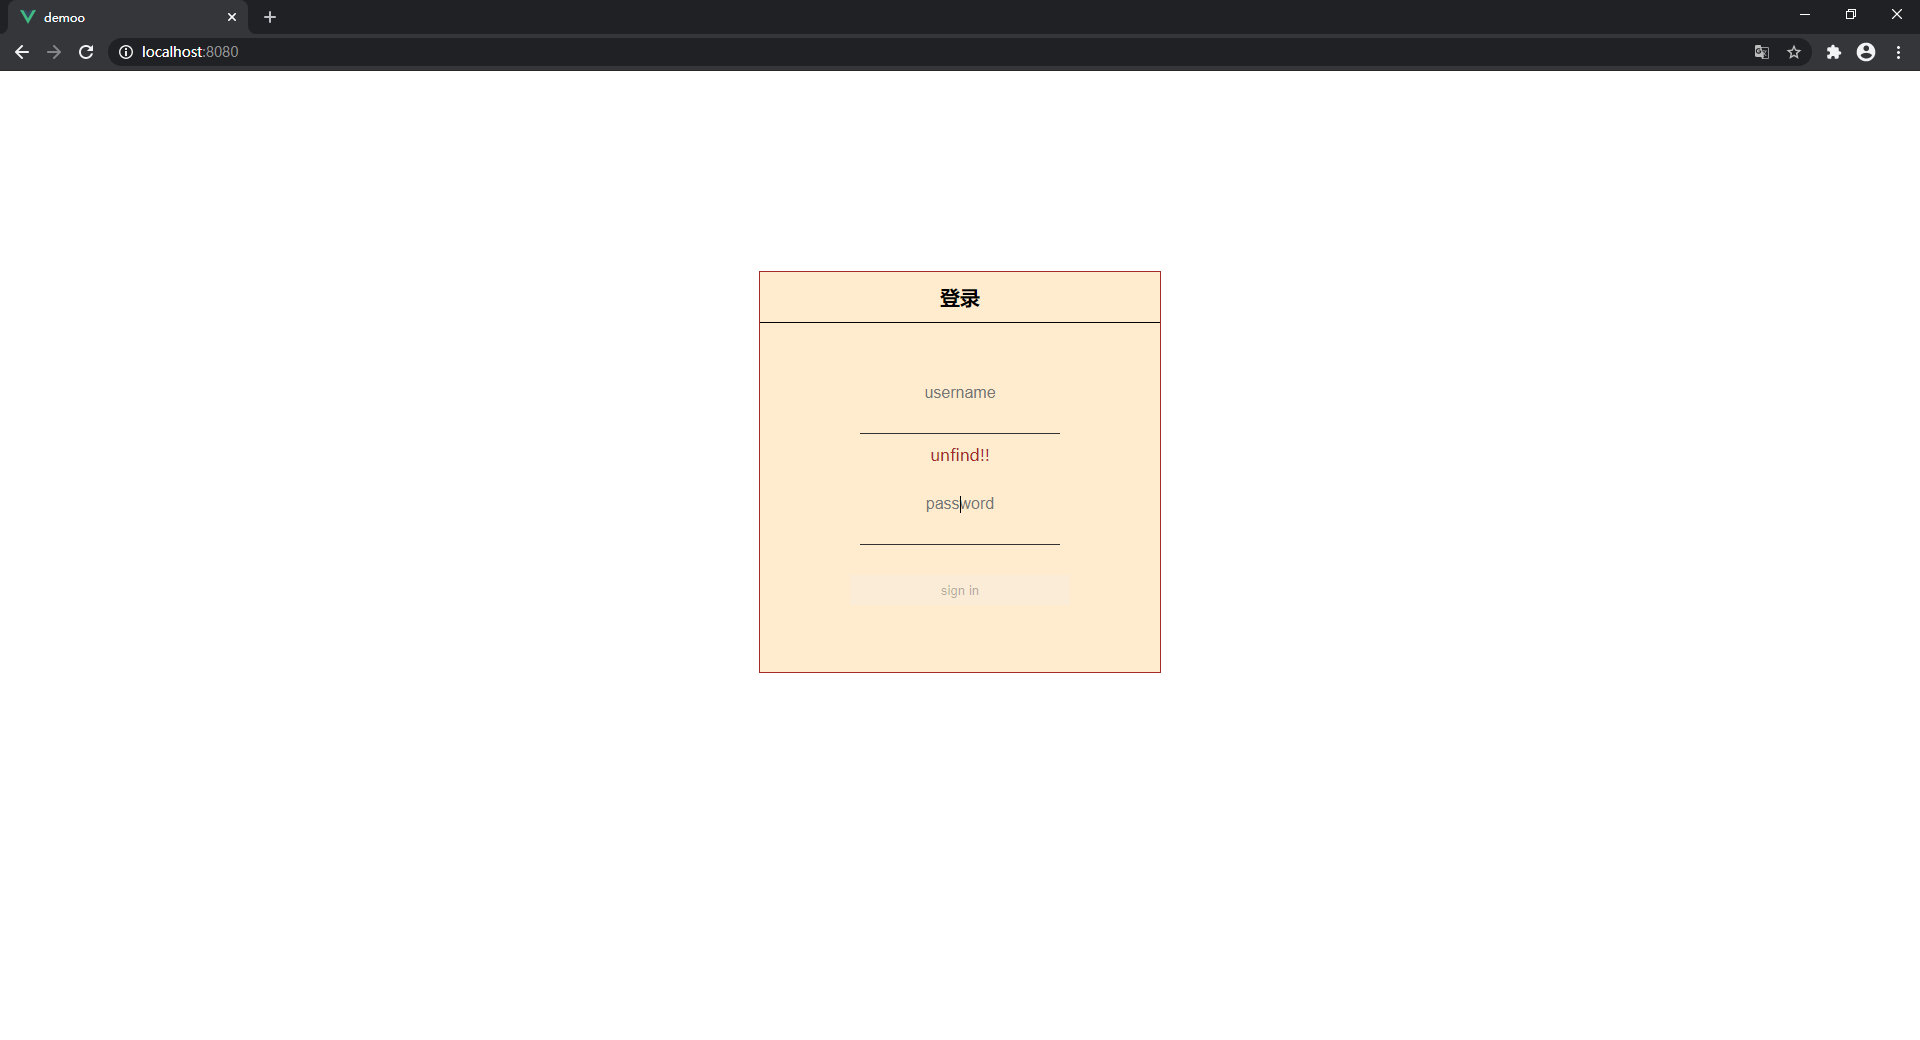 demoo
localhost:8080
登录
username
unfind!!
password
sign in